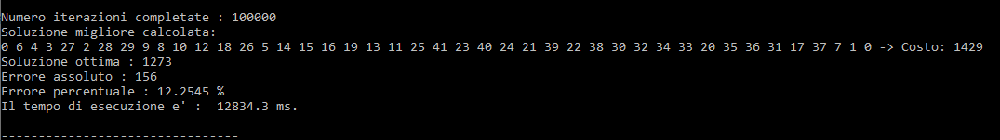 Numero iterazioni completate : 100000
Soluzione migliore calcolata:
0 6 4 3 27 2 28 29 9 8 10 12 18 26 5 14 15 16 19 13 11 25 41 23 40 24 21 39 22 38 30 32 34 33 20 35 36 31 17 37 7 1 0 -> Costo: 1429
Soluzione ottima : 1273
Errore assoluto : 156
Errore percentuale : 12.2545 %
Il tempo di esecuzione e' :  12834.3 ms.
--------------------------------